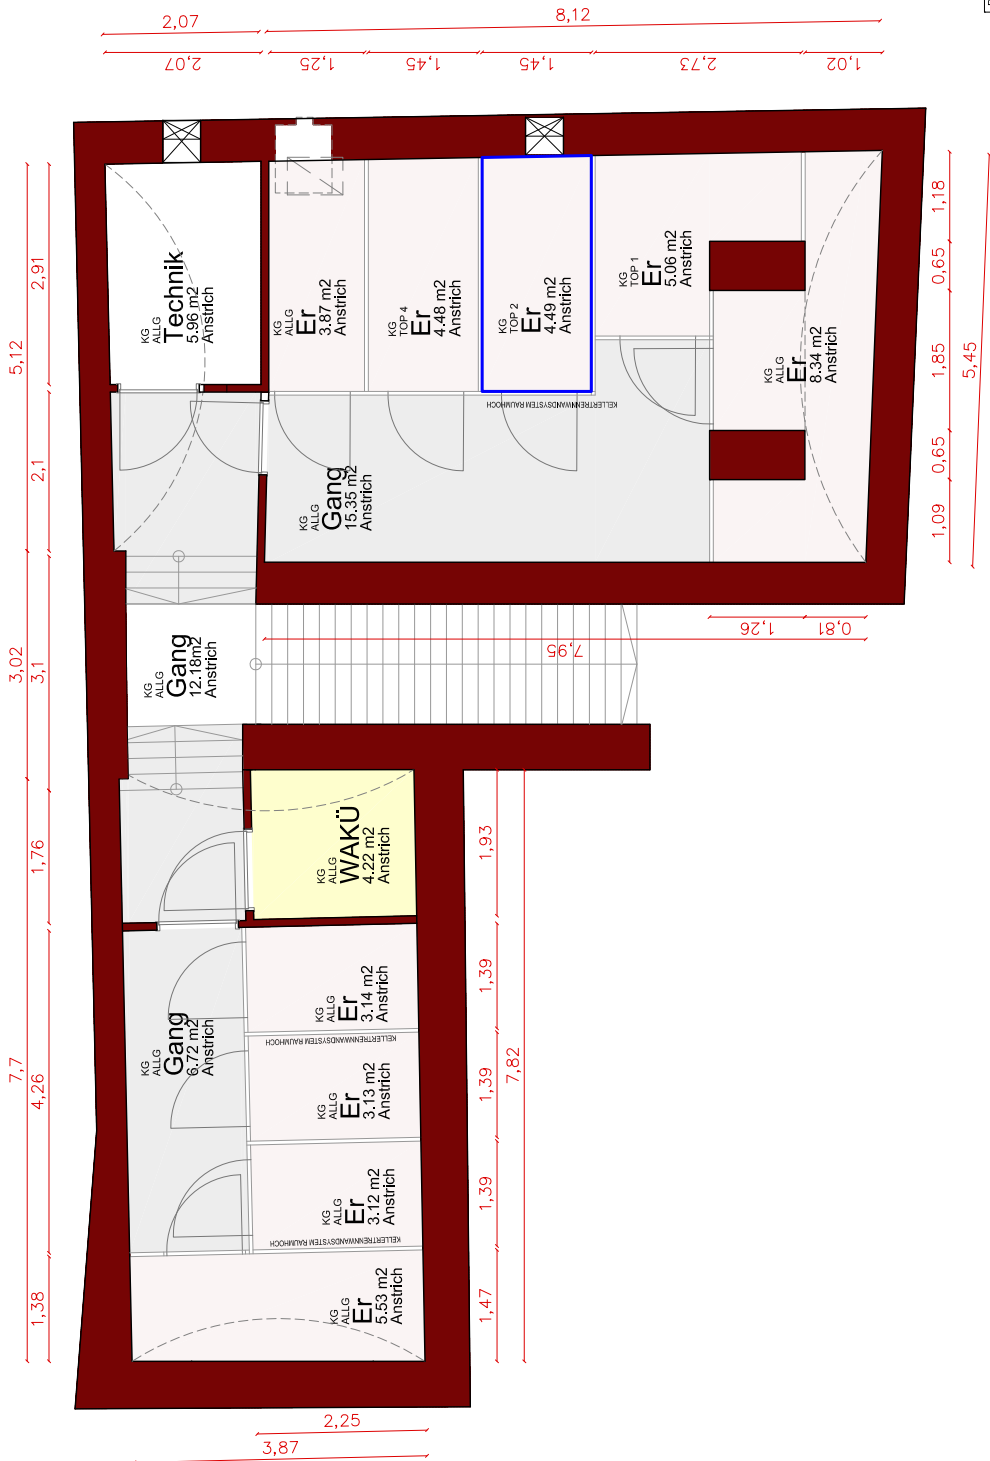 2,07
8,12
2,07
1,25
1,45
1,45
2,73
1,02
KG
ALLG
Technik
5.96 m2
Anstrich
KG
ALLG
Er
3.87 m2
Anstrich
KG
TOP 4
Er
4.48 m2
Anstrich
KG
TOP 2
Er
4.49 m2
Anstrich
KG
TOP 1
Er
5.06 m2
Anstrich
KG
ALLG
Er
8.34 m2
Anstrich
KELLERTRENNWANDSYSTEM RAUMHOCH
KG
ALLG
Gang
15.35 m2
Anstrich
2,91
5,12
2,1
1,18
0,65
1,85
5,45
0,65
1,09
KG
ALLG
Gang
12.18m2
Anstrich
3,02
3,1
7,95
1,26
0,81
KG
ALLG
WAKÜ
4.22 m2
Anstrich
1,76
1,93
KG
ALLG
Gang
6.72 m2
Anstrich
KG
ALLG
Er
3.14 m2
Anstrich
KELLERTRENNWANDSYSTEM RAUMHOCH
KG
ALLG
Er
3.13 m2
Anstrich
KG
ALLG
Er
3.12 m2
Anstrich
KELLERTRENNWANDSYSTEM RAUMHOCH
KG
ALLG
Er
5.53 m2
Anstrich
7,7
4,26
1,38
1,39
1,39
7,82
1,39
1,47
2,25
3,87